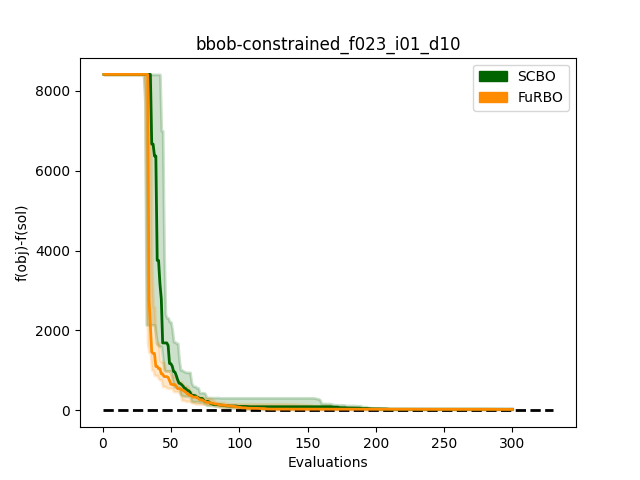 bbob-constrained_f023_i01_d10
SCBO
FuRBO
8000
6000
4000
2000
0
f(obj)-f(sol)
0 50 100 150 200 250 300
Evaluations